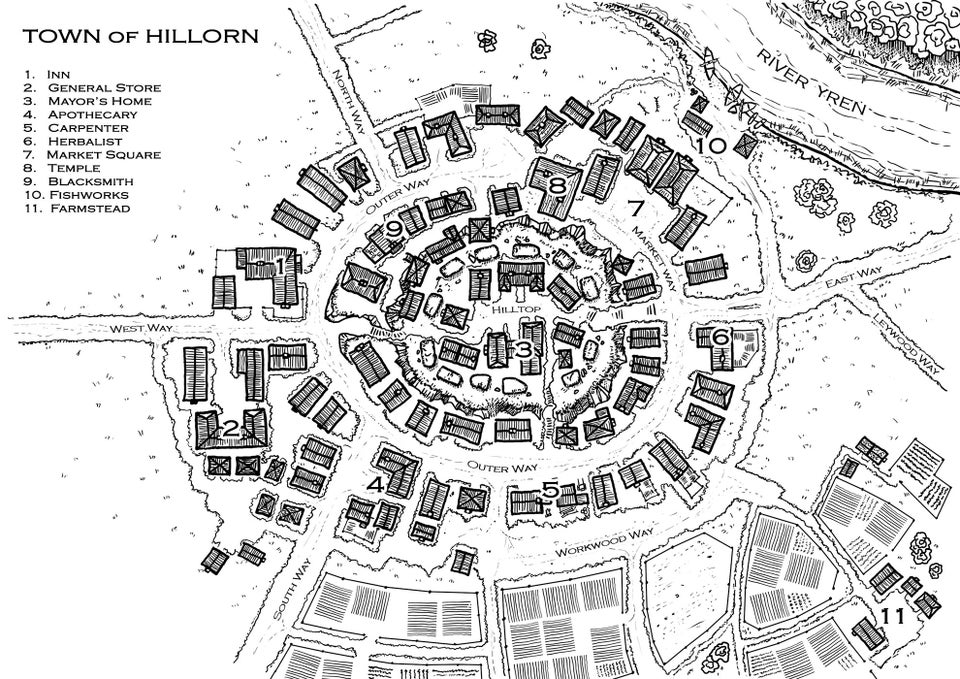 TOWN OF HILLORN
1. INN
2. GENERAL STORE
3. MAYOR'S HOME
4. APOTHECARY
5. CARPENTER
6. HERBALIST
7. MARKET SQUARE
8. TEMPLE
9. BLACKSMITH
10. FISHWORKS
11. FARMSTEAD
RIVER YREN
NORTH WAY
10
8
OUTER WAY
7
9
MARKET WAY
1
EAST WAY
HILLTOP
LEYWOOD WAY
WEST WAY
6
3
2
OUTER WAY
4
5
WORKWOOD WAY
SOUTH WAY
11